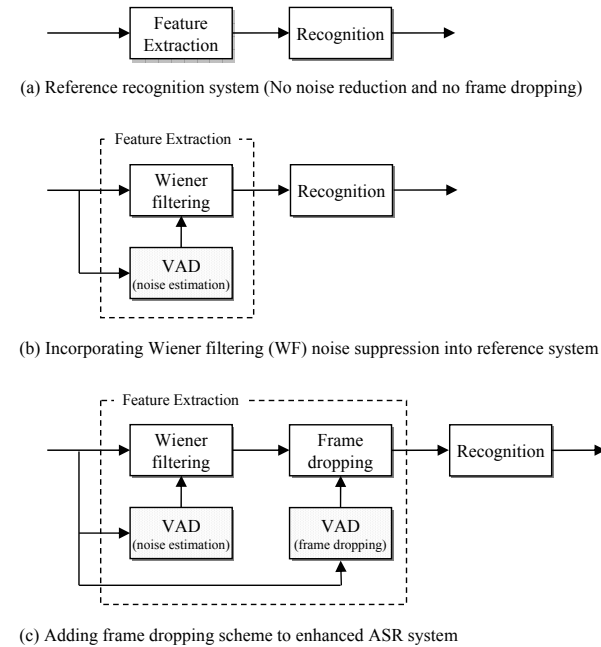 Feature
Extraction
Recognition
(a) Reference recognition system (No noise reduction and no frame dropping)
Feature Extraction
Wiener
filtering
Recognition
VAD
(noise estimation)
(b) Incorporating Wiener filtering (WF) noise suppression into reference system
Feature Extraction
Wiener
filtering
Frame
dropping
Recognition
VAD
(noise estimation)
VAD
(frame dropping)
(c) Adding frame dropping scheme to enhanced ASR system